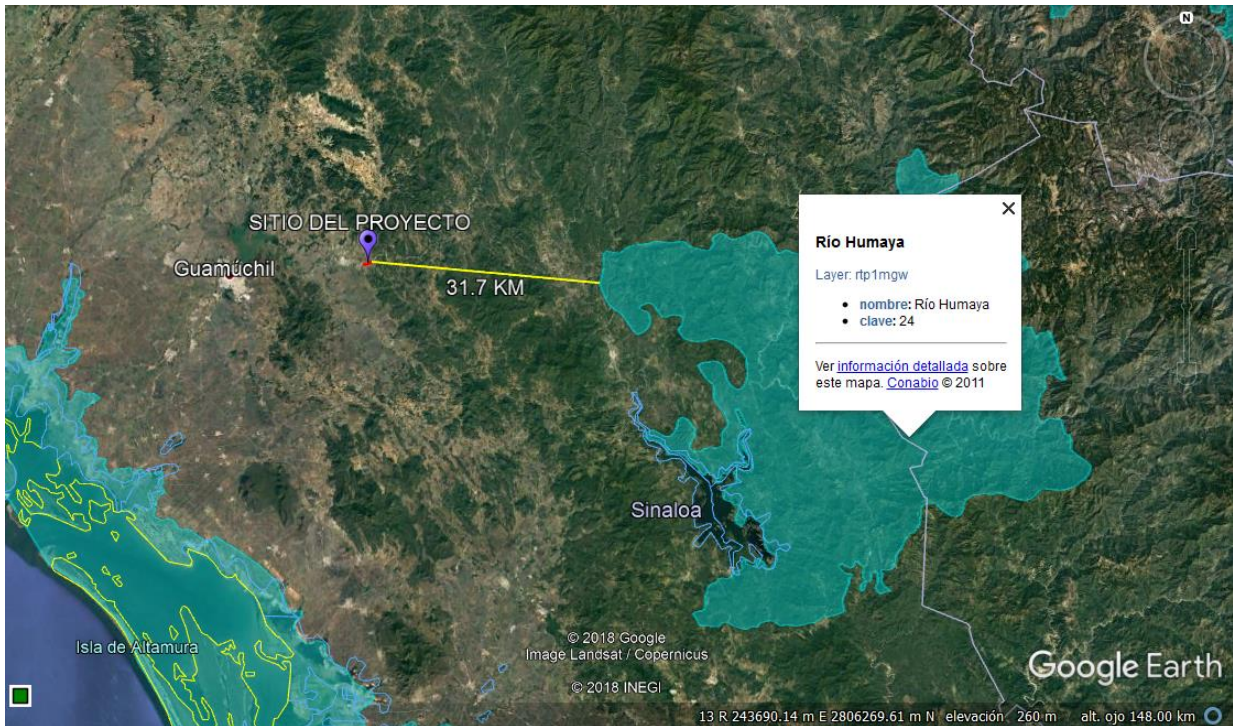 N
SITIO DEL PROYECTO
Guamúchil
31.7 KM
Río Humaya
Layer: rtp1mgw
nombre: Río Humaya
clave: 24
Ver información detallada sobre
este mapa. Conabio © 2011
Sinaloa
Isla de Altamura
© 2018 Google
Image Landsat / Copernicus
© 2018 INEGI
Google Earth
13 R 243690.14 m E 2806269.61 m N elevación 260 m alt. ojo 148.00 km